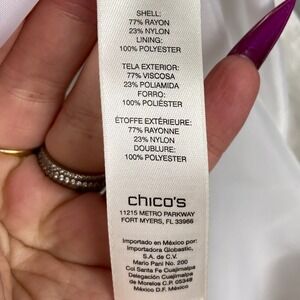 SHELL:
77% RAYON
23% NYLON
LINING:
100% POLYESTER
TELA EXTERIOR:
77% VISCOSA
23% POLIAMIDA
FORRO:
100% POLIÉSTER
ÉTOFFE EXTÉRIEURE:
77% RAYONNE
23% NYLON
DOUBLURE:
100% POLYESTER
chico's
11215 METRO PARKWAY
FORT MYERS, FL 33966
Importado en México por:
Importadora Globastic,
S.A. de C.V.
Mario Pani No. 200
Col Santa Fe Cuajimalpa
Delegación Cuajimalpa
de Morelos C.P. 05348
México D.F. México